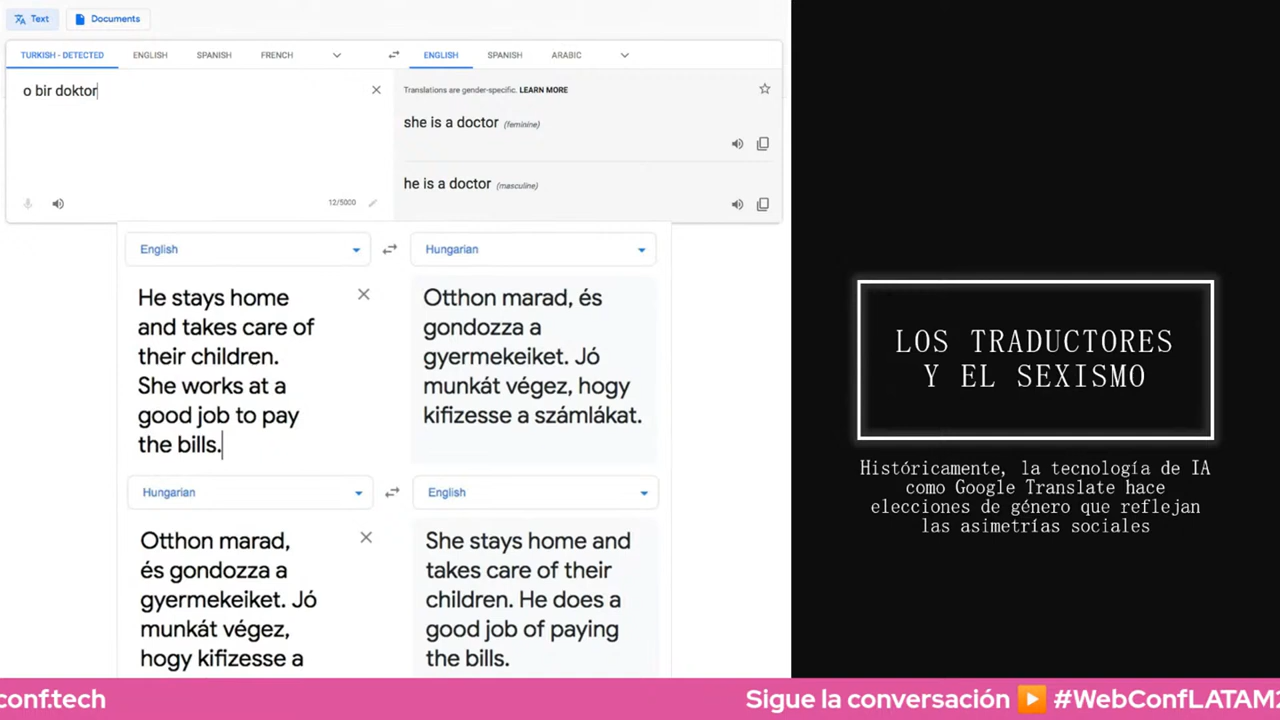 Text
Documents
TURKISH - DETECTED
ENGLISH
SPANISH
FRENCH
ENGLISH
SPANISH
ARABIC
o bir doktor
Translations are gender-specific. LEARN MORE
she is a doctor (feminine)
he is a doctor (masculine)
12/5000
English
Hungarian
He stays home
and takes care of
their children.
She works at a
good job to pay
the bills.
Otthon marad, és
gondozza a
gyermekeiket. Jó
munkát végez, hogy
kifizesse a számlákat.
Hungarian
English
Otthon marad,
és gondozza a
gyermekeiket. Jó
munkát végez,
hogy kifizesse a
She stays home and
takes care of their
children. He does a
good job of paying
the bills.
LOS TRADUCTORES
Y EL SEXISMO
Históricamente, la tecnología de IA
como Google Translate hace
elecciones de género que reflejan
las asimetrías sociales
conf.tech
Sigue la conversación ▶️ #WebConfLATAM2